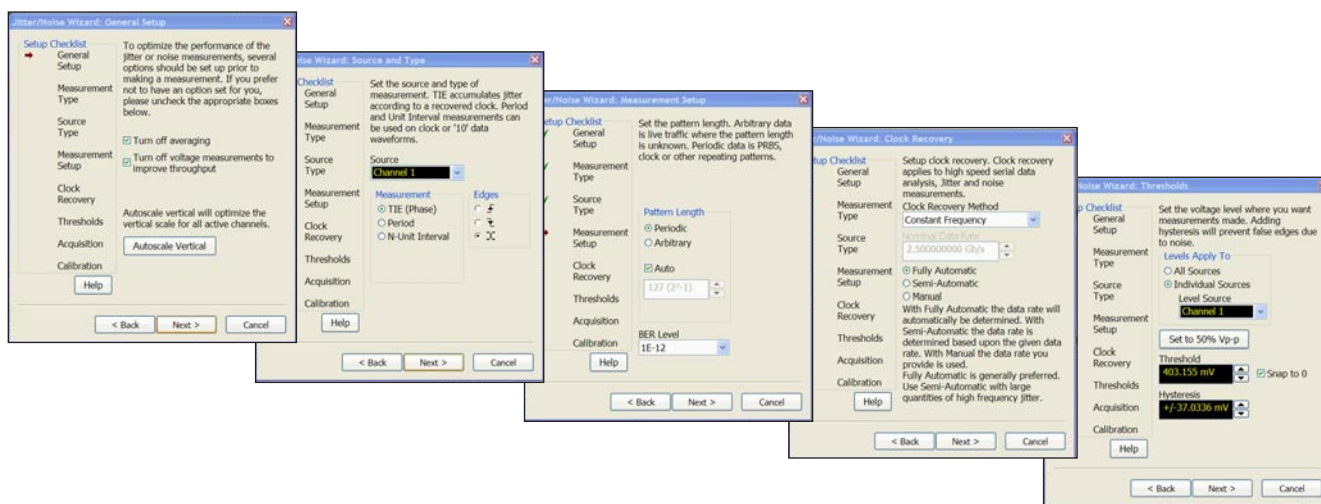 Jitter/Noise Wizard: General Setup
Setup Checklist
General
Setup
Measurement
Type
Source
Type
Measurement
Setup
Clock
Recovery
Thresholds
Acquisition
Calibration
Help
To optimize the performance of the
jitter or noise measurements, several
options should be set up prior to
making a measurement. If you prefer
not to have an option set for you,
please uncheck the appropriate boxes
below.
Turn off averaging
Turn off voltage measurements to
improve throughput
Autoscale vertical will optimize the
vertical scale for all active channels.
Autoscale Vertical
< Back
Next >
Cancel
Wizard: Source and Type
Checklist
General
Setup
Measurement
Type
Source
Type
Measurement
Setup
Clock
Recovery
Thresholds
Acquisition
Calibration
Help
Set the source and type of
measurement. TIE accumulates jitter
according to a recovered clock. Period
and Unit Interval measurements can
be used on clock or '10' data
waveforms.
Source
Channel 1
Measurement
TIE (Phase)
Period
N-Unit Interval
Edges
< Back
Next >
Cancel
/Noise Wizard: Measurement Setup
Setup Checklist
General
Setup
Measurement
Type
Source
Type
Measurement
Setup
Clock
Recovery
Thresholds
Acquisition
Calibration
Help
Set the pattern length. Arbitrary data
is live traffic where the pattern length
is unknown. Periodic data is PRBS,
clock or other repeating patterns.
Pattern Length
Periodic
Arbitrary
Auto
127 (2⁷-1)
BER Level
1E-12
< Back
Next >
Cancel
/Noise Wizard: Clock Recovery
Checklist
General
Setup
Measurement
Type
Source
Type
Measurement
Setup
Clock
Recovery
Thresholds
Acquisition
Calibration
Help
Setup clock recovery. Clock recovery
applies to high speed serial data
analysis, Jitter and noise
measurements.
Clock Recovery Method
Constant Frequency
Nominal Data Rate
2.500000000 Gb/s
Fully Automatic
Semi-Automatic
Manual
With Fully Automatic the data rate will
automatically be determined. With
Semi-Automatic the data rate is
determined based upon the given data
rate. With Manual the data rate you
provide is used.
Fully Automatic is generally preferred.
Use Semi-Automatic with large
quantities of high frequency jitter.
< Back
Next >
Cancel
Noise Wizard: Thresholds
Checklist
General
Setup
Measurement
Type
Source
Type
Measurement
Setup
Clock
Recovery
Thresholds
Acquisition
Calibration
Help
Set the voltage level where you want
measurements made. Adding
hysteresis will prevent false edges due
to noise.
Levels Apply To
All Sources
Individual Sources
Level Source
Channel 1
Set to 50% Vp-p
Threshold
403.155 mV
Snap to 0
Hysteresis
+/-37.0336 mV
< Back
Next >
Cancel